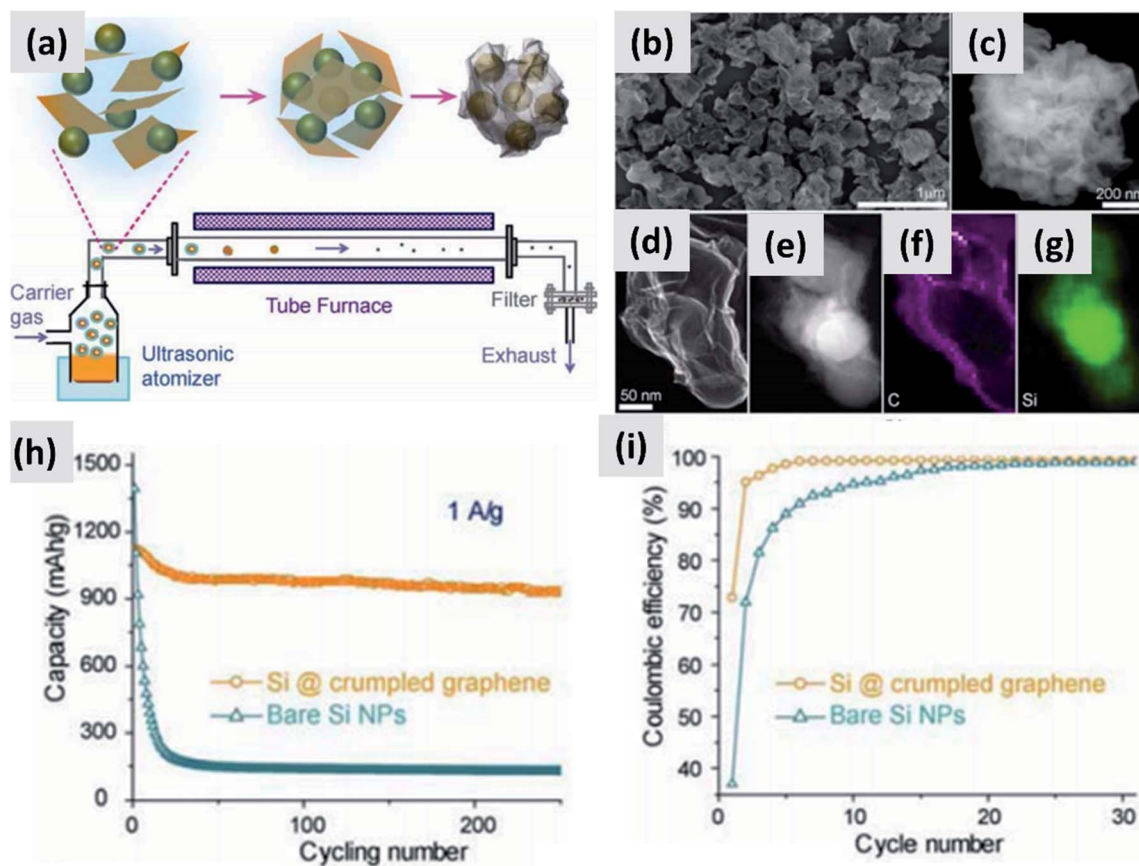 (a)
Carrier
gas
Ultrasonic
atomizer
Tube Furnace
Filter
Exhaust
(b)
1μm
(c)
200 nm
(d)
50 nm
(e)
(f)
C
(g)
Si
(h)
1500
1200
900
600
300
0
Capacity (mAh/g)
1 A/g
Si @ crumpled graphene
Bare Si NPs
0
100
200
Cycling number
(i)
100
90
80
70
60
50
40
Coulombic efficiency (%)
Si @ crumpled graphene
Bare Si NPs
0
10
20
30
Cycle number